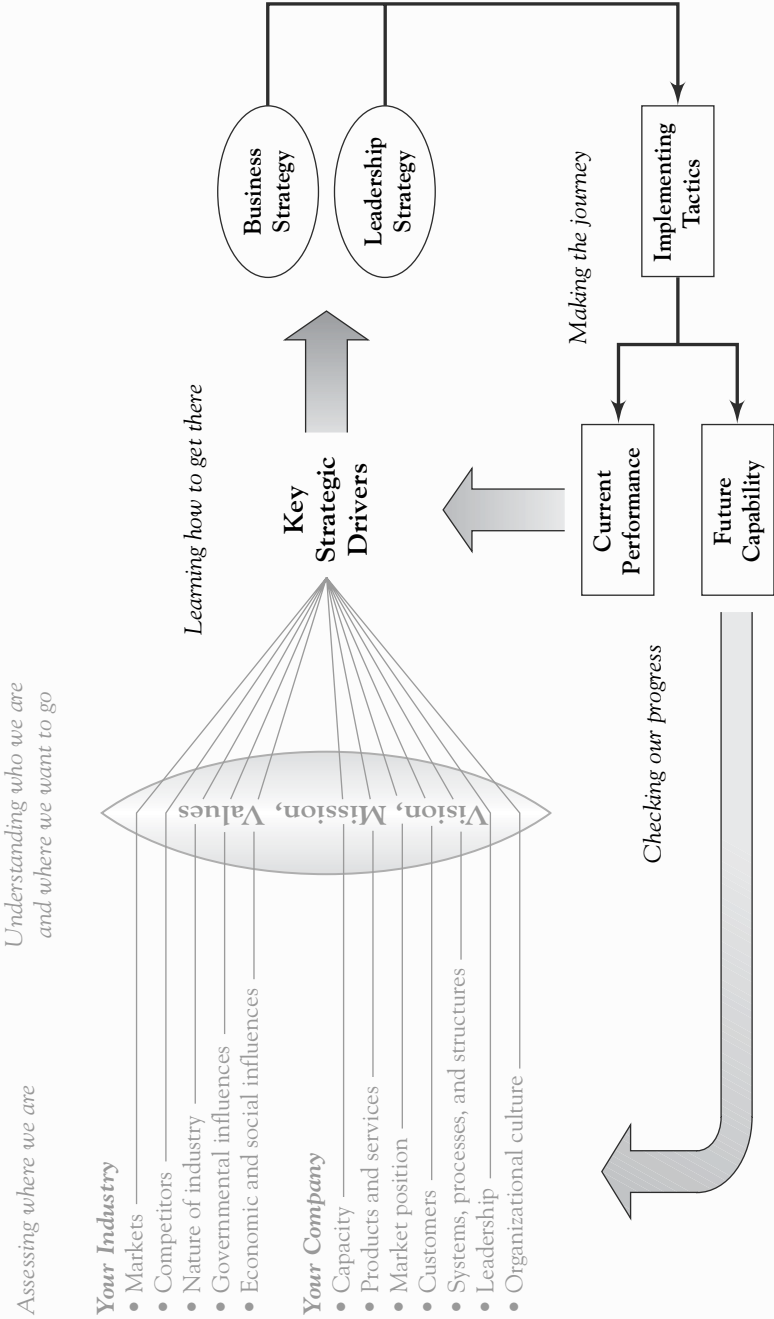 Assessing where we are
Understanding who we are
and where we want to go
Your Industry
• Markets
• Competitors
• Nature of industry
• Governmental influences
• Economic and social influences
Your Company
• Capacity
• Products and services
• Market position
• Customers
• Systems, processes, and structures
• Leadership
• Organizational culture
Vision, Mission, Values
Learning how to get there
Key
Strategic
Drivers
Business
Strategy
Leadership
Strategy
Making the journey
Implementing
Tactics
Current
Performance
Future
Capability
Checking our progress